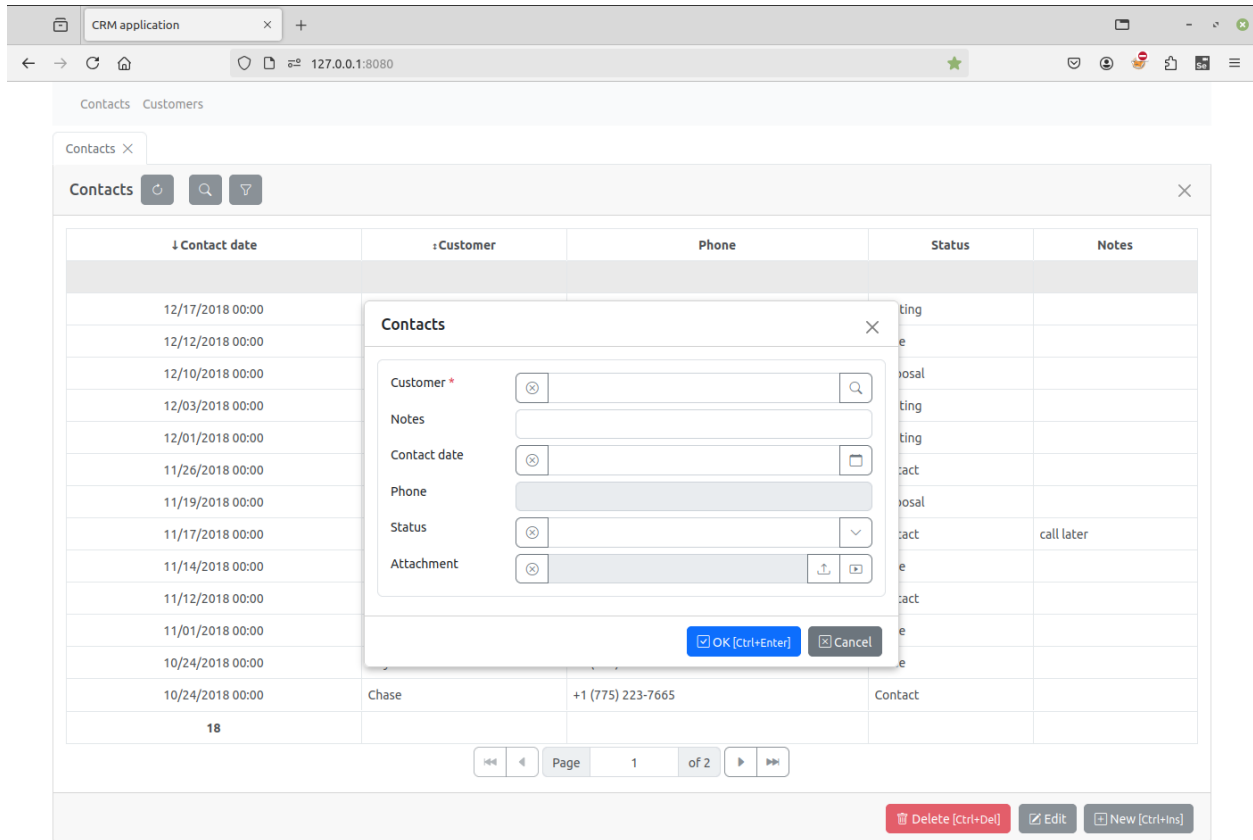 CRM application
127.0.0.1:8080
Se
Contacts Customers
Contacts
Contacts
↓Contact date ↕Customer Phone Status Notes
12/17/2018 00:00
12/12/2018 00:00
12/10/2018 00:00
12/03/2018 00:00
12/01/2018 00:00
11/26/2018 00:00
11/19/2018 00:00
11/17/2018 00:00 call later
11/14/2018 00:00
11/12/2018 00:00
11/01/2018 00:00
10/24/2018 00:00
10/24/2018 00:00 Chase +1 (775) 223-7665 Contact
18
Contacts
Customer *
Notes
Contact date
Phone
Status
Attachment
OK [Ctrl+Enter] Cancel
Page 1 of 2
Delete [Ctrl+Del] Edit New [Ctrl+Ins]